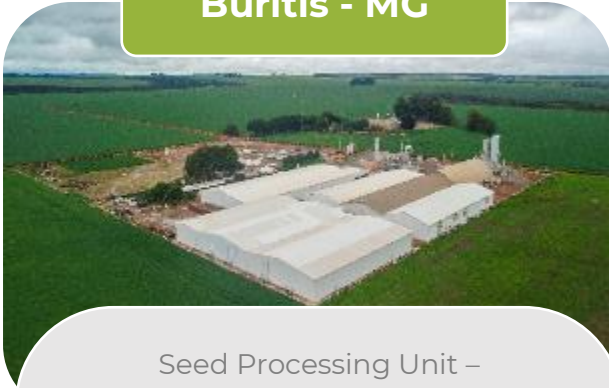 Buritis - MG
Seed Processing Unit –